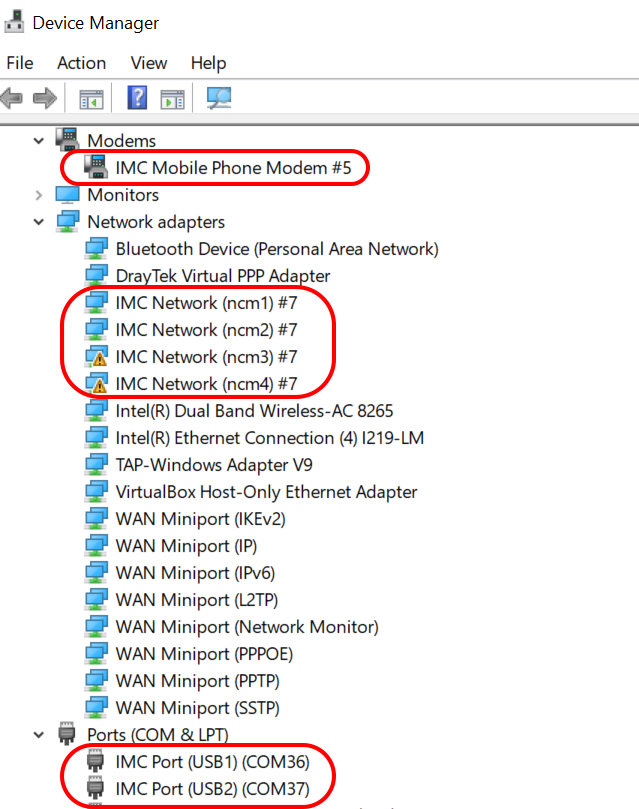 Device Manager
File Action View Help
Modems
IMC Mobile Phone Modem #5
Monitors
Network adapters
Bluetooth Device (Personal Area Network)
DrayTek Virtual PPP Adapter
IMC Network (ncm1) #7
IMC Network (ncm2) #7
IMC Network (ncm3) #7
IMC Network (ncm4) #7
Intel(R) Dual Band Wireless-AC 8265
Intel(R) Ethernet Connection (4) I219-LM
TAP-Windows Adapter V9
VirtualBox Host-Only Ethernet Adapter
WAN Miniport (IKEv2)
WAN Miniport (IP)
WAN Miniport (IPv6)
WAN Miniport (L2TP)
WAN Miniport (Network Monitor)
WAN Miniport (PPPOE)
WAN Miniport (PPTP)
WAN Miniport (SSTP)
Ports (COM & LPT)
IMC Port (USB1) (COM36)
IMC Port (USB2) (COM37)